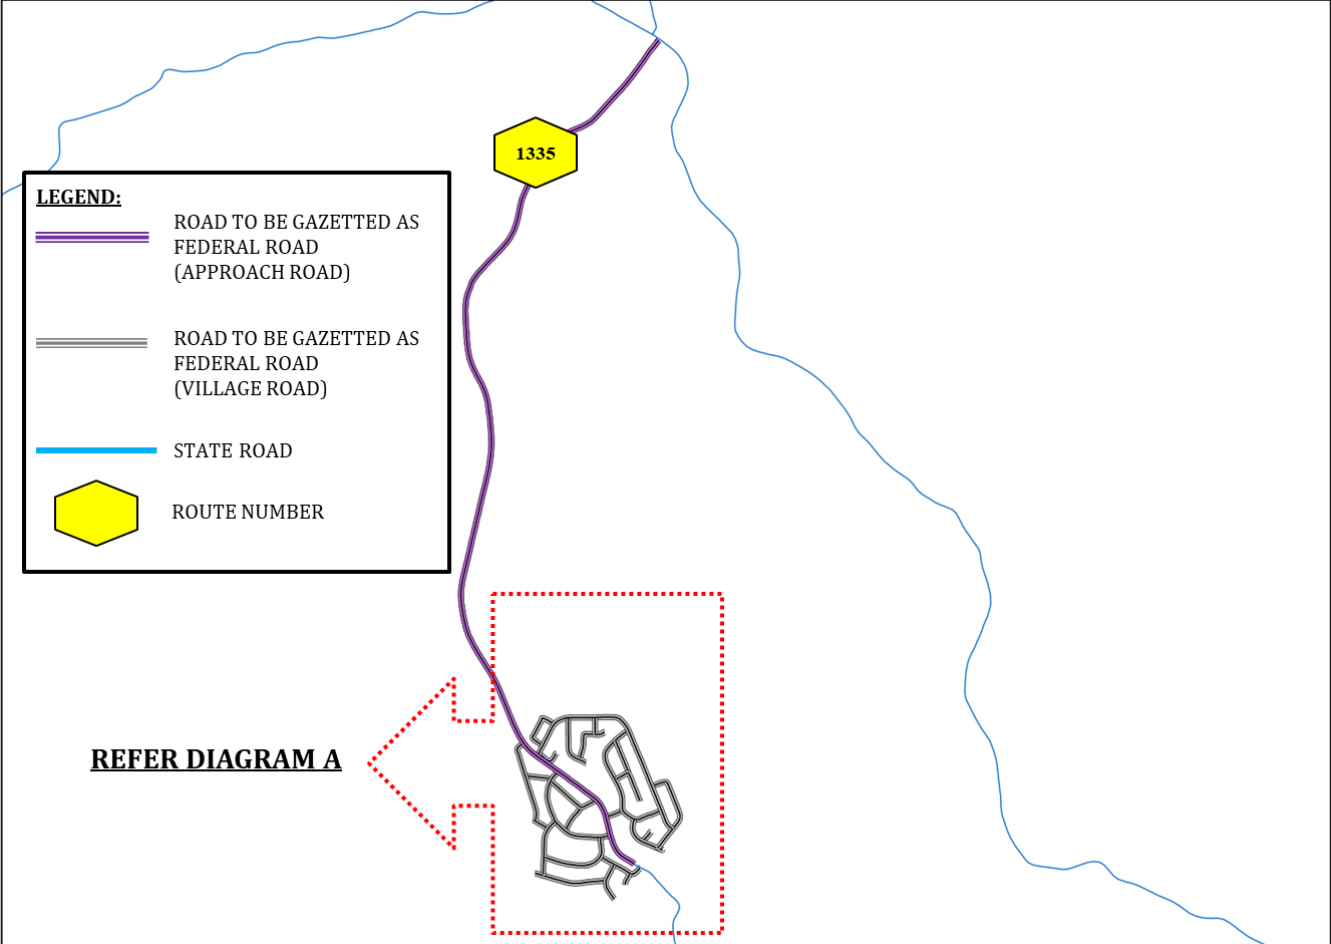 1335
LEGEND:
ROAD TO BE GAZETTED AS
FEDERAL ROAD
(APPROACH ROAD)
ROAD TO BE GAZETTED AS
FEDERAL ROAD
(VILLAGE ROAD)
STATE ROAD
ROUTE NUMBER
REFER DIAGRAM A